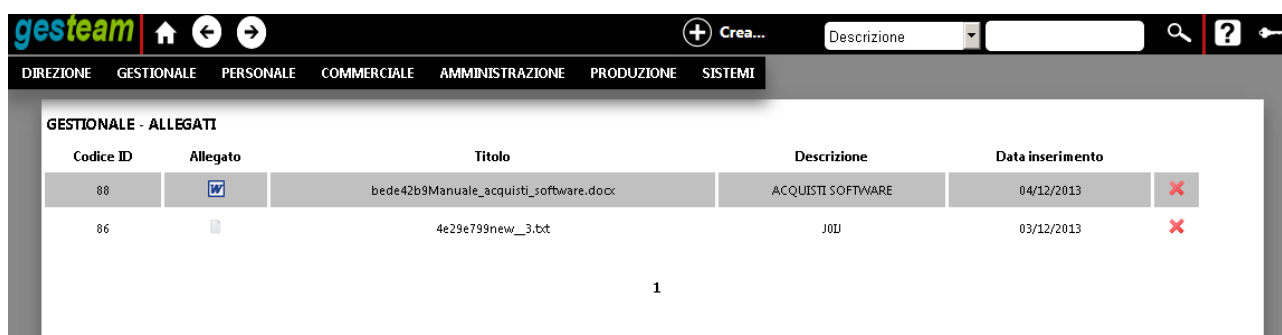 gesteam Crea... Descrizione ?
DIREZIONE GESTIONALE PERSONALE COMMERCIALE AMMINISTRAZIONE PRODUZIONE SISTEMI
GESTIONALE - ALLEGATI
Codice ID Allegato Titolo Descrizione Data inserimento
88 W bede42b9Manuale_acquisti_software.docx ACQUISTI SOFTWARE 04/12/2013
86 4e29e799new__3.txt 03/12/2013
1